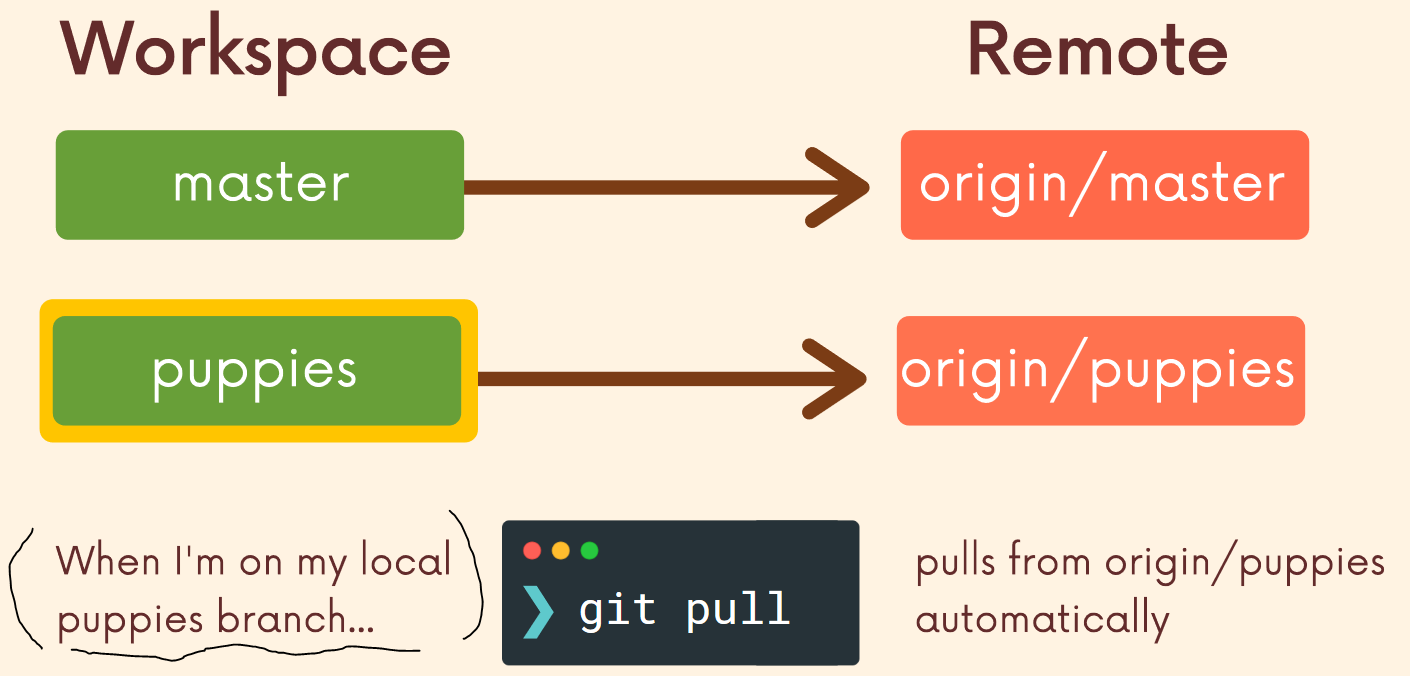 Workspace
Remote
master
origin/master
puppies
origin/puppies
When I'm on my local
puppies branch...
❯ git pull
pulls from origin/puppies
automatically